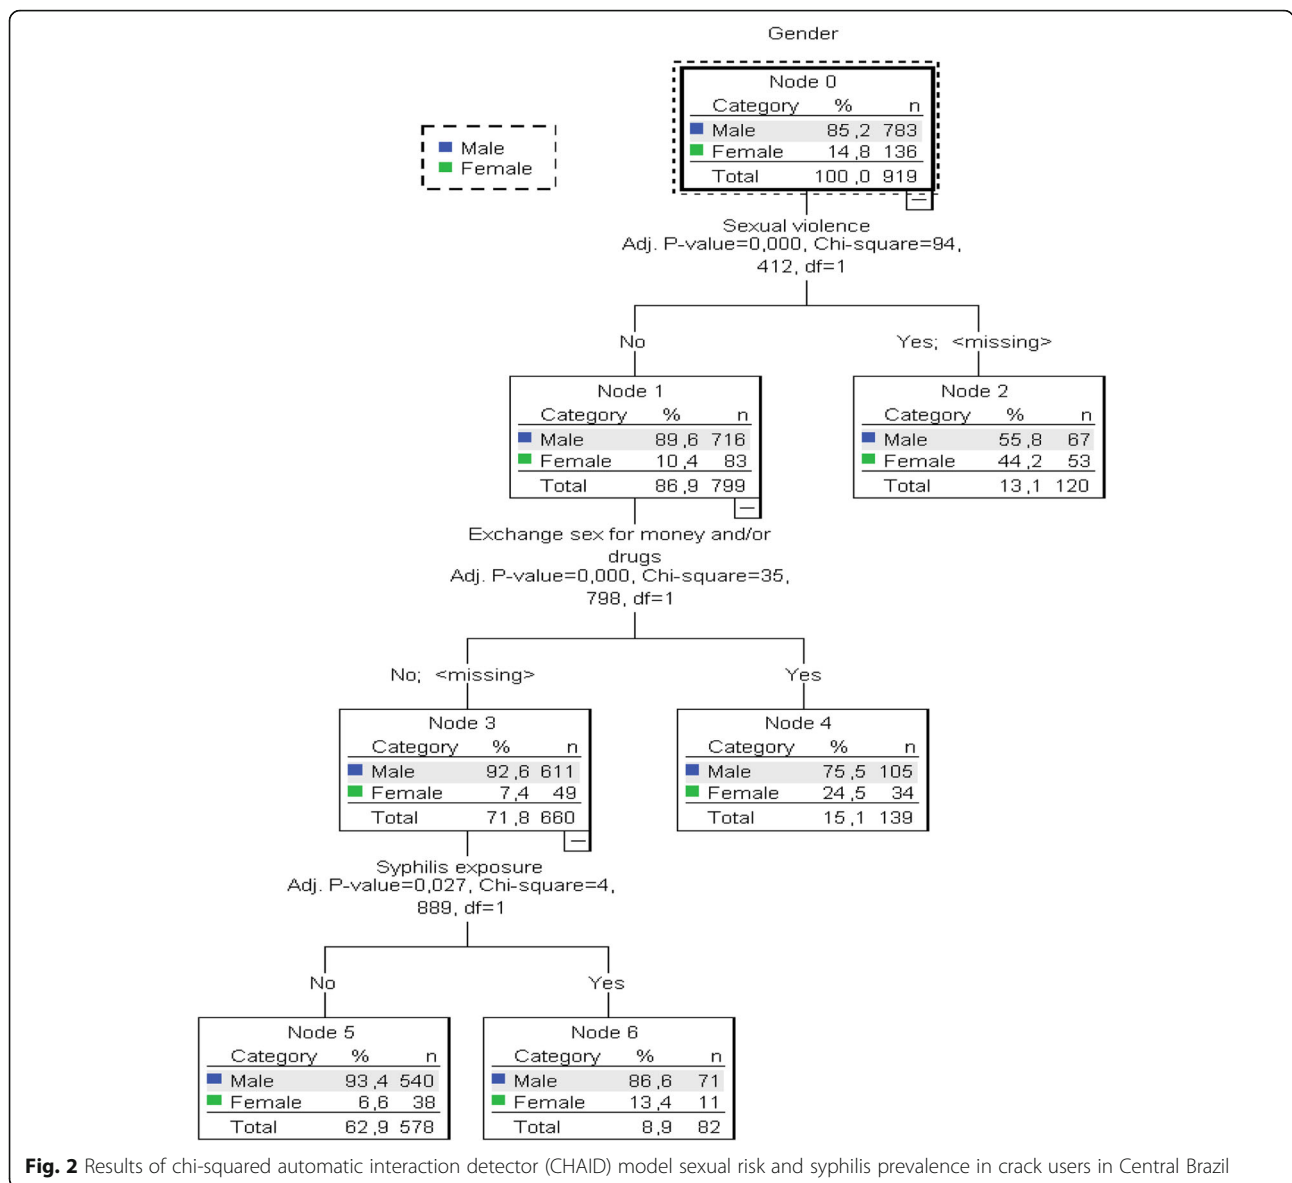 Gender
Node 0
Category % n
Male 85,2 783
Female 14,8 136
Total 100,0 919
Male
Female
Sexual violence
Adj. P-value=0,000, Chi-square=94,
412, df=1
No
Yes; <missing>
Node 1
Category % n
Male 89,6 716
Female 10,4 83
Total 86,9 799
Node 2
Category % n
Male 55,8 67
Female 44,2 53
Total 13,1 120
Exchange sex for money and/or
drugs
Adj. P-value=0,000, Chi-square=35,
798, df=1
No; <missing>
Yes
Node 3
Category % n
Male 92,6 611
Female 7,4 49
Total 71,8 660
Node 4
Category % n
Male 75,5 105
Female 24,5 34
Total 15,1 139
Syphilis exposure
Adj. P-value=0,027, Chi-square=4,
889, df=1
No
Yes
Node 5
Category % n
Male 93,4 540
Female 6,6 38
Total 62,9 578
Node 6
Category % n
Male 86,6 71
Female 13,4 11
Total 8,9 82
Fig. 2 Results of chi-squared automatic interaction detector (CHAID) model sexual risk and syphilis prevalence in crack users in Central Brazil